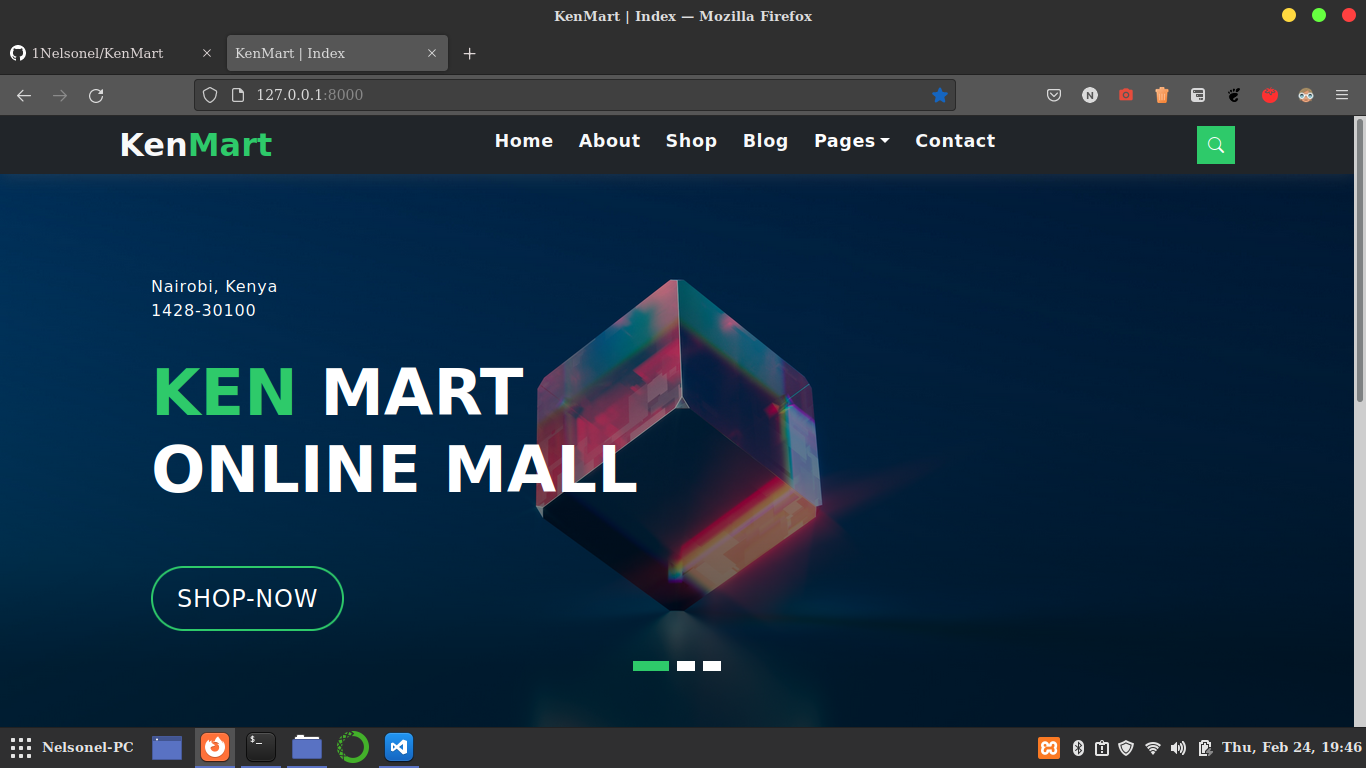 KenMart | Index — Mozilla Firefox
1Nelsonel/KenMart
KenMart | Index
127.0.0.1:8000
N
KenMart
Home About Shop Blog Pages Contact
Nairobi, Kenya
1428-30100
KEN MART
ONLINE MALL
SHOP-NOW
Nelsonel-PC
$_
Thu, Feb 24, 19:46